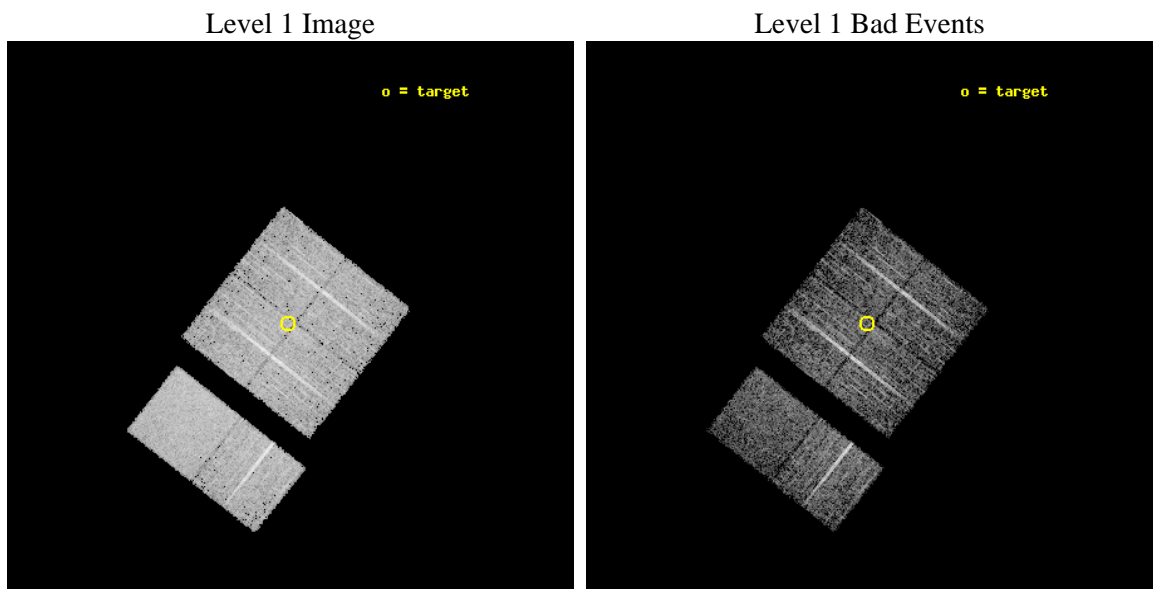 Level 1 Image
Level 1 Bad Events
o = target
o = target